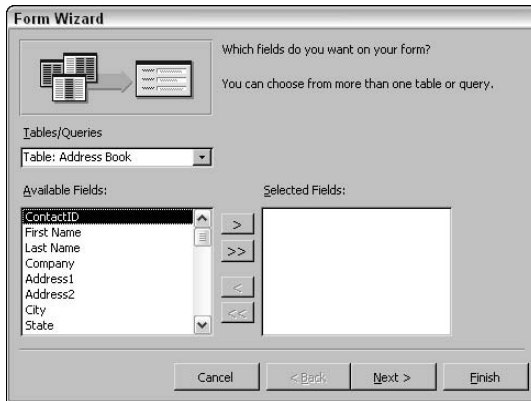 Form Wizard
Which fields do you want on your form?
You can choose from more than one table or query.
Tables/Queries
Table: Address Book
Available Fields:
Selected Fields:
ContactID
First Name
Last Name
Company
Address1
Address2
City
State
>
>>
<
<<
Cancel
< Back
Next >
Finish